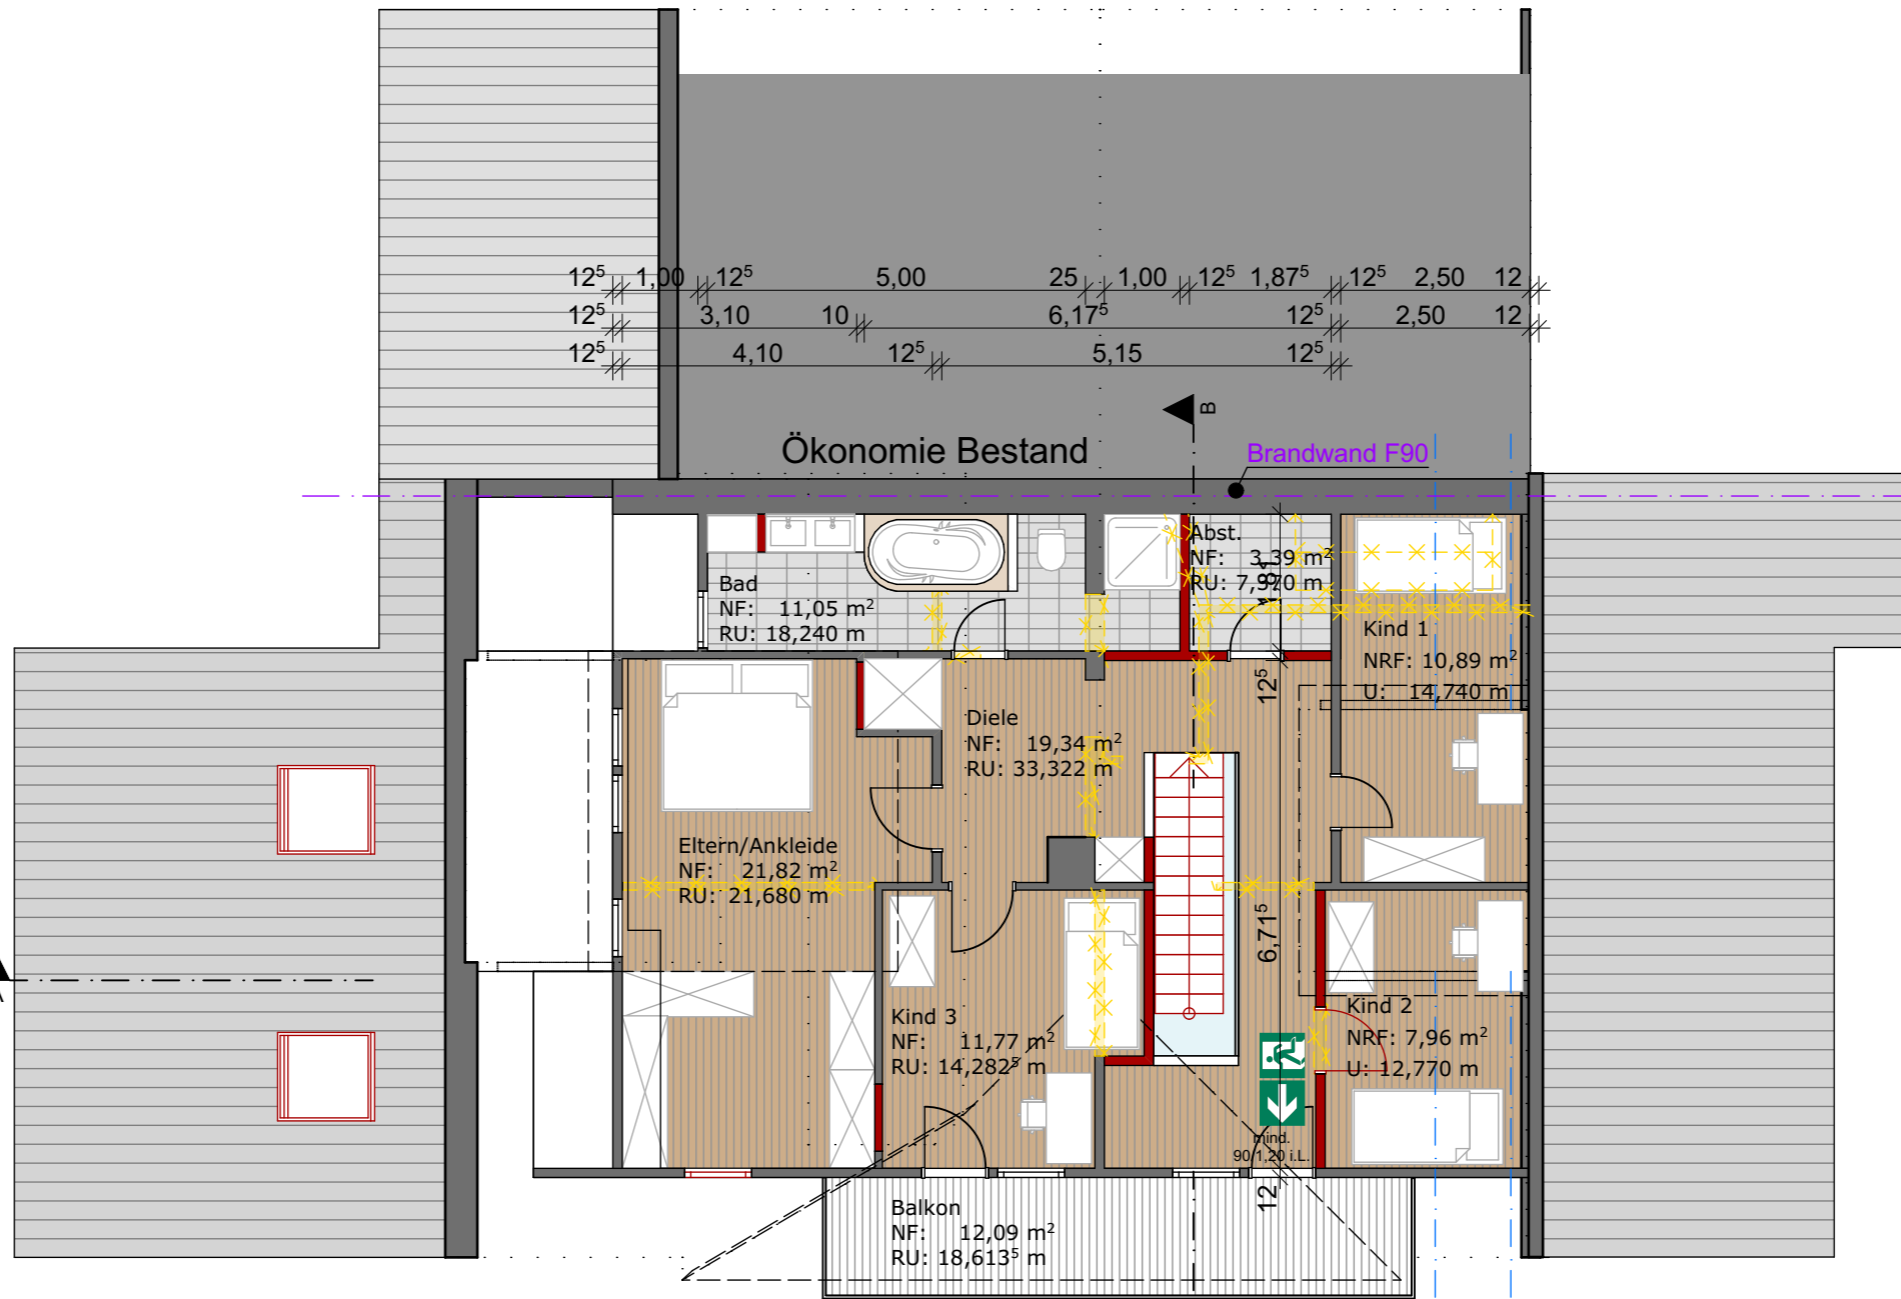 12⁵ 1,00 12⁵ 5,00 25 1,00 12⁵ 1,87⁵ 12⁵ 2,50 12
12⁵ 3,10 10 6,17⁵ 12⁵ 2,50 12
12⁵ 4,10 12⁵ 5,15 12⁵
B
Ökonomie Bestand
Brandwand F90
Abst.
NF: 3,39 m²
RU: 7,370 m
Bad
NF: 11,05 m²
RU: 18,240 m
Kind 1
NRF: 10,89 m²
U: 14,740 m
12⁵
Diele
NF: 19,34 m²
RU: 33,322 m
Eltern/Ankleide
NF: 21,82 m²
RU: 21,680 m
6,71⁵
Kind 3
NF: 11,77 m²
RU: 14,282⁵ m
Kind 2
NRF: 7,96 m²
U: 12,770 m
mind.
90/1,20 i.L.
12
Balkon
NF: 12,09 m²
RU: 18,613⁵ m